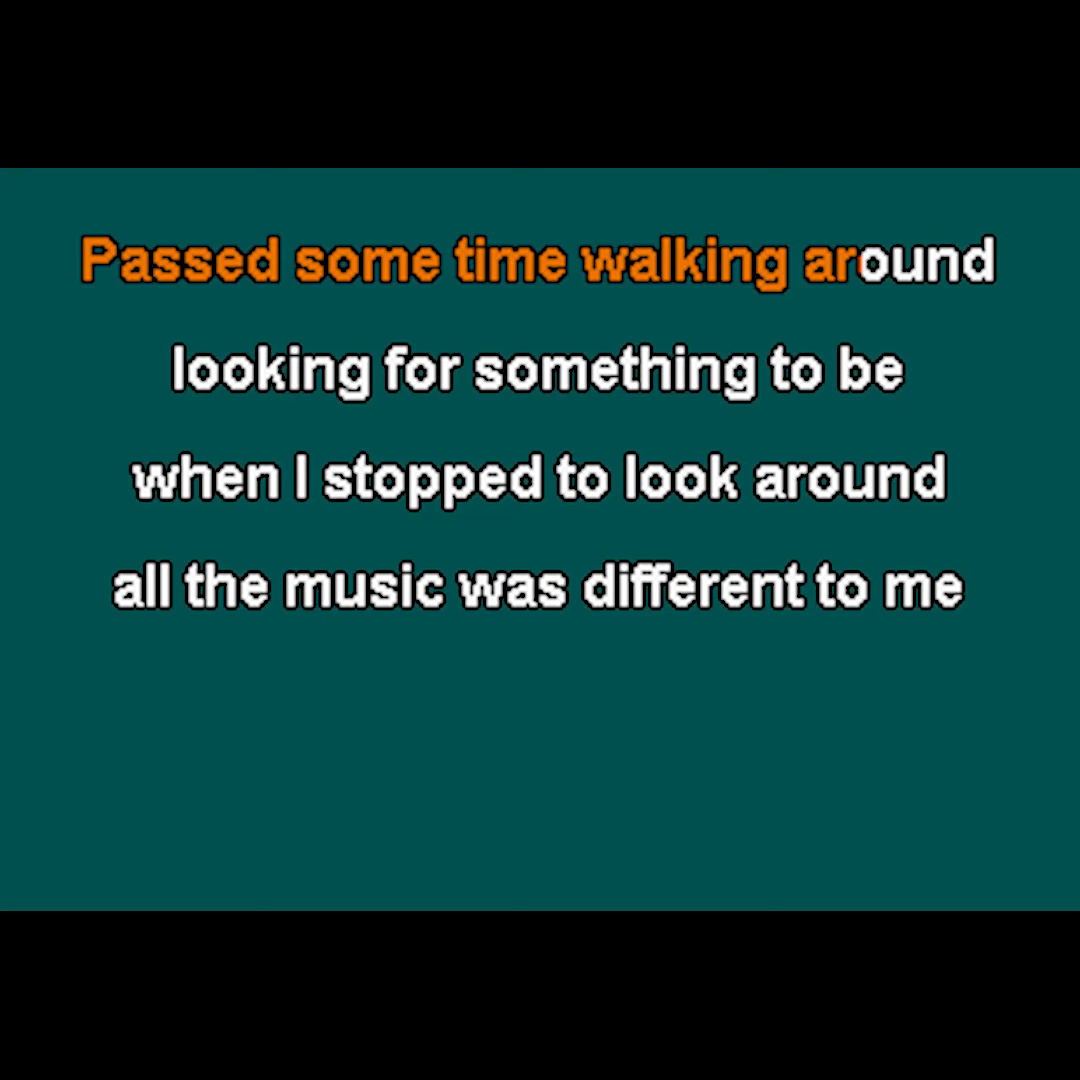 Passed some time walking around
looking for something to be
when I stopped to look around
all the music was different to me